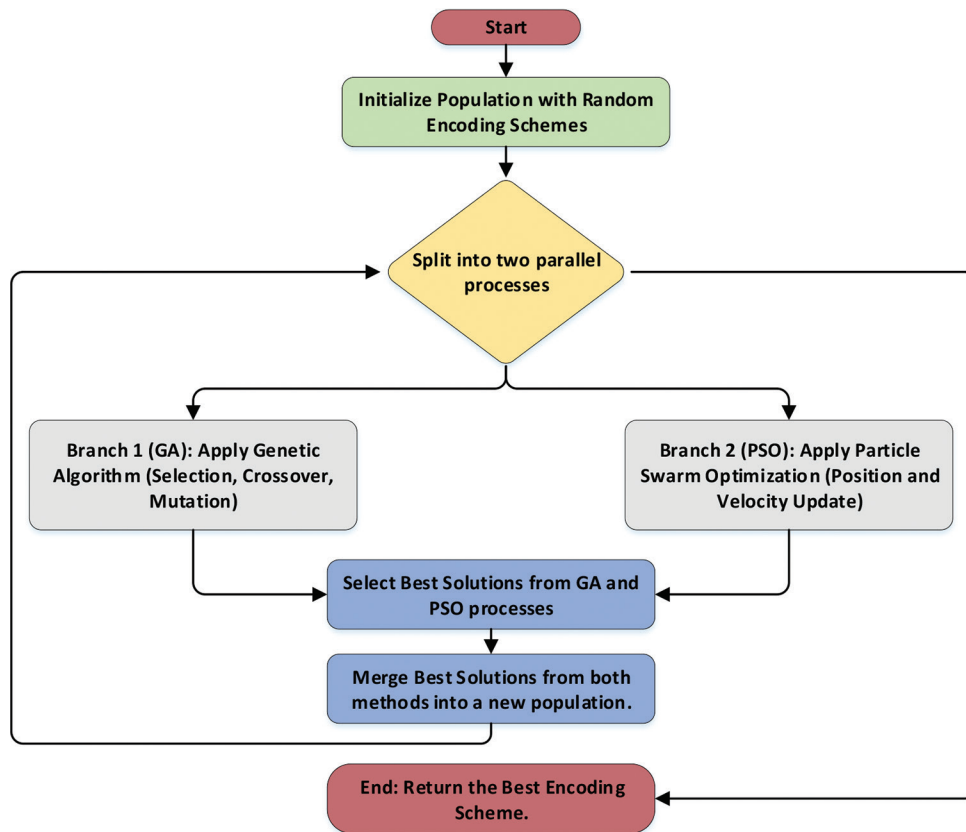 Start
Initialize Population with Random
Encoding Schemes
Split into two parallel
processes
Branch 1 (GA): Apply Genetic
Algorithm (Selection, Crossover,
Mutation)
Branch 2 (PSO): Apply Particle
Swarm Optimization (Position and
Velocity Update)
Select Best Solutions from GA and
PSO processes
Merge Best Solutions from both
methods into a new population.
End: Return the Best Encoding
Scheme.